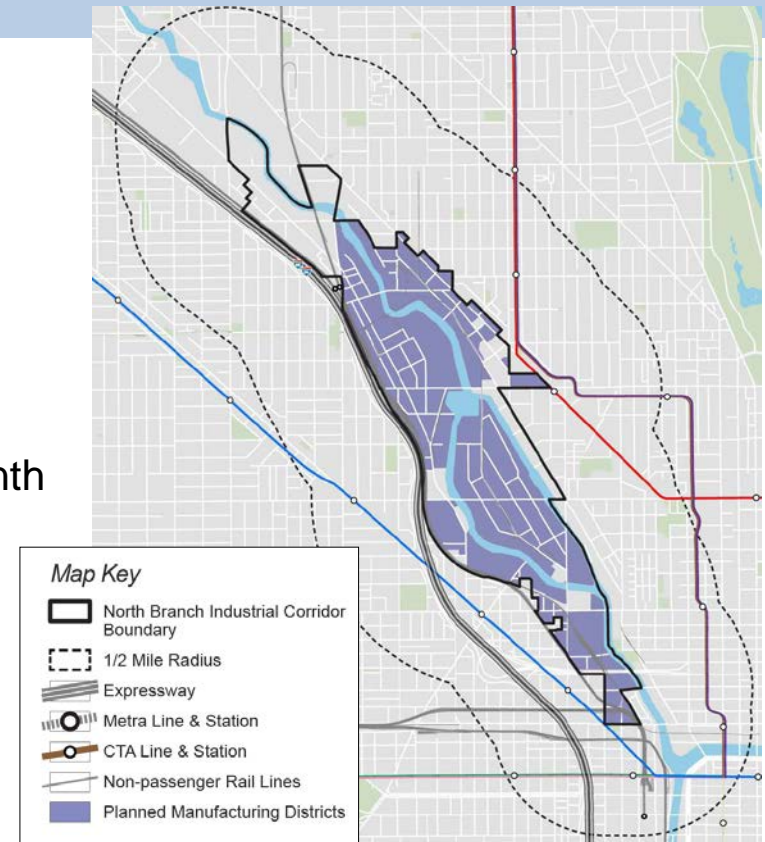 nth
Map Key
North Branch Industrial Corridor
Boundary
1/2 Mile Radius
Expressway
Metra Line & Station
CTA Line & Station
Non-passenger Rail Lines
Planned Manufacturing Districts